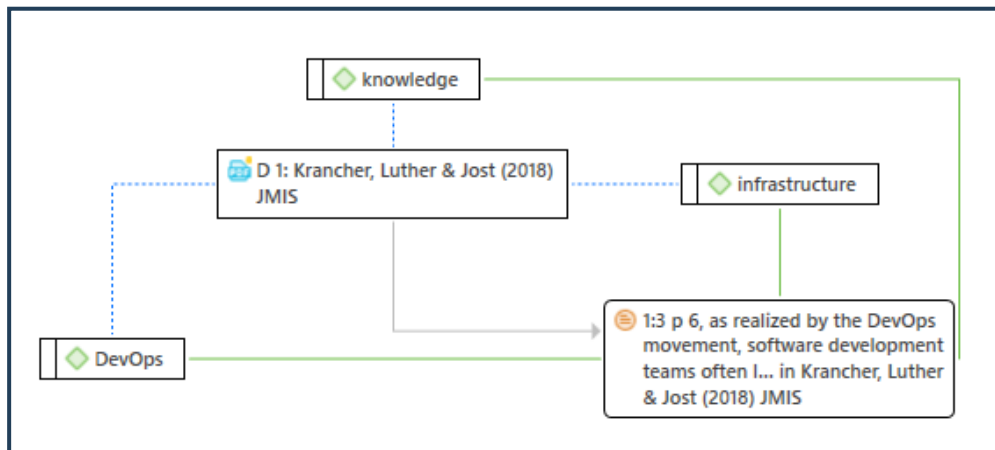 knowledge
D 1: Krancher, Luther & Jost (2018)
JMIS
infrastructure
1:3 p 6, as realized by the DevOps
movement, software development
teams often l... in Krancher, Luther
& Jost (2018) JMIS
DevOps